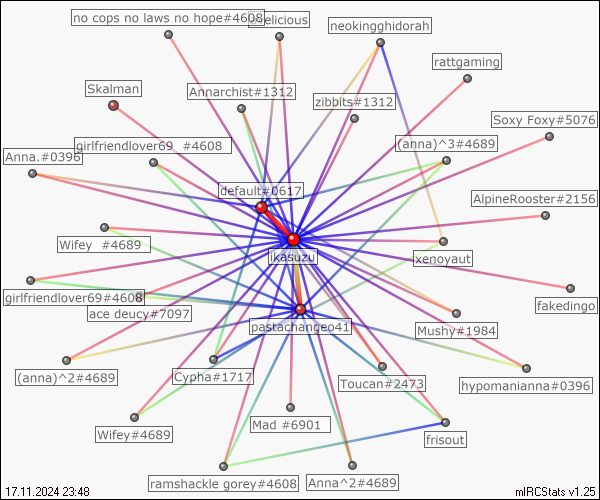 no cops no laws no hope#4608
elicious
neokingghidorah
rattgaming
Skalman
Annarchist#1312
zibbits#1312
Soxy Foxy#5076
girlfriendlover69 #4608
(anna)^3#4689
Anna.#0396
default#0617
AlpineRooster#2156
Wifey #4689
ikasuzu
xenoyaut
girlfriendlover69#4608
ace deucy#7097
fakedingo
pastachangeo41
Mushy#1984
(anna)^2#4689
Cypha#1717
Toucan#2473
hypomanianna#0396
Wifey#4689
Mad #6901
frisout
ramshackle gorey#4608
Anna^2#4689
17.11.2024 23:48
mIRCStats v1.25